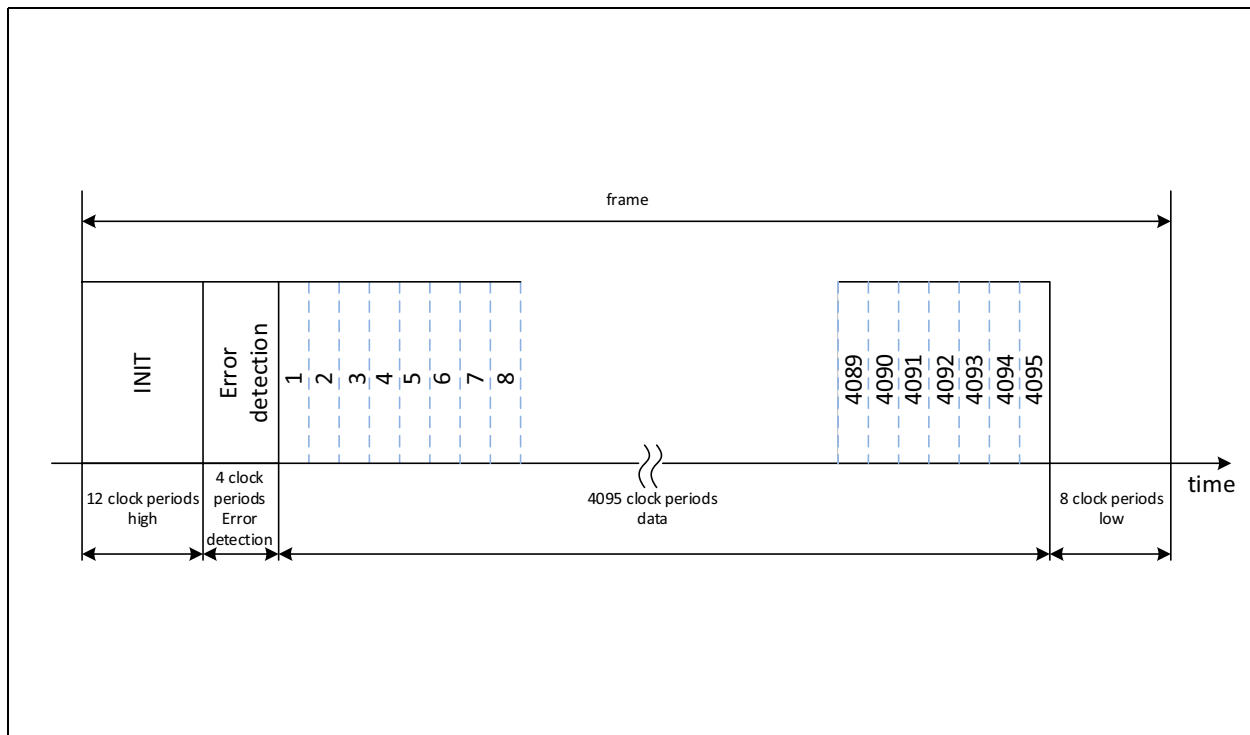 frame
INIT
Error
detection
1
2
3
4
5
6
7
8
4089
4090
4091
4092
4093
4094
4095
time
12 clock periods
high
4 clock
periods
Error
detection
4095 clock periods
data
8 clock periods
low